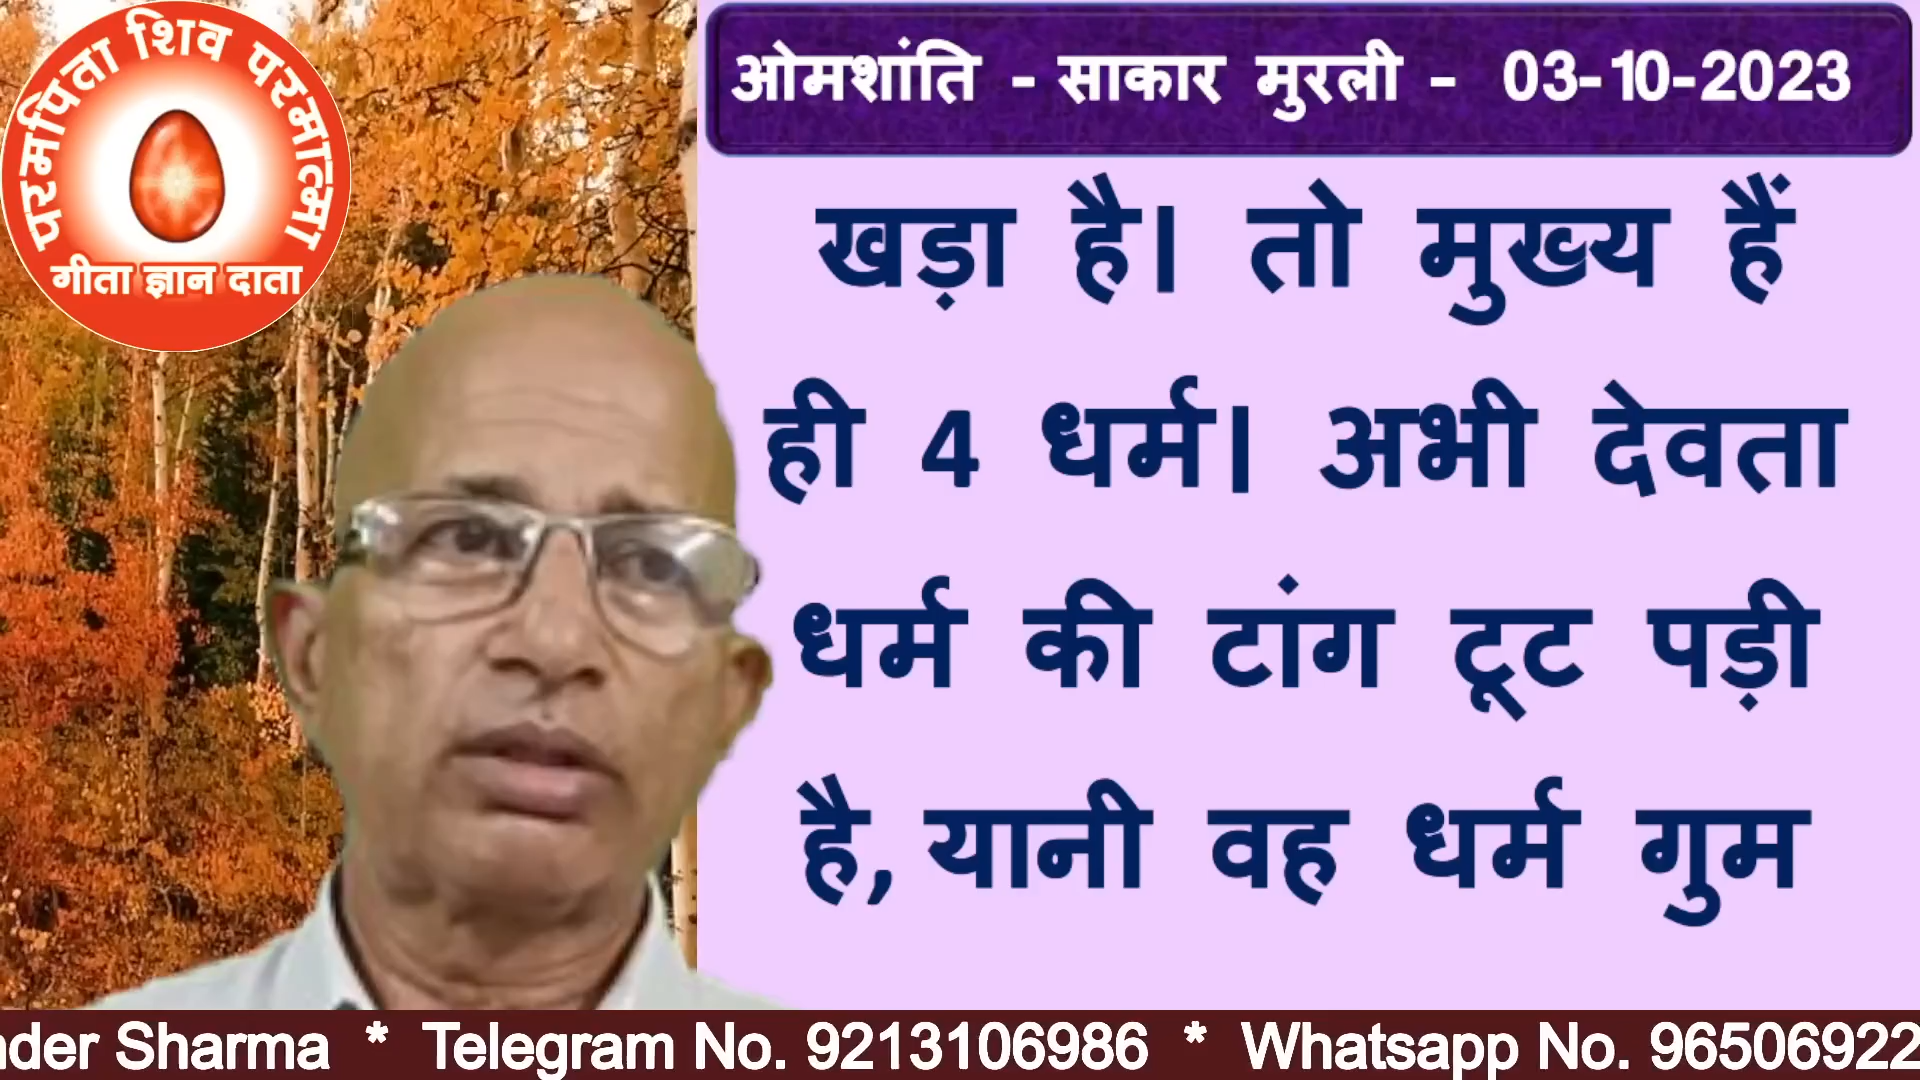 परमपिता शिव परमात्मा
गीता ज्ञान दाता
ओमशांति - साकार मुरली - 03-10-2023
खड़ा है। तो मुख्य हैं
ही 4 धर्म। अभी देवता
धर्म की टांग टूट पड़ी
है, यानी वह धर्म गुम
nder Sharma * Telegram No. 9213106986 * Whatsapp No. 96506922